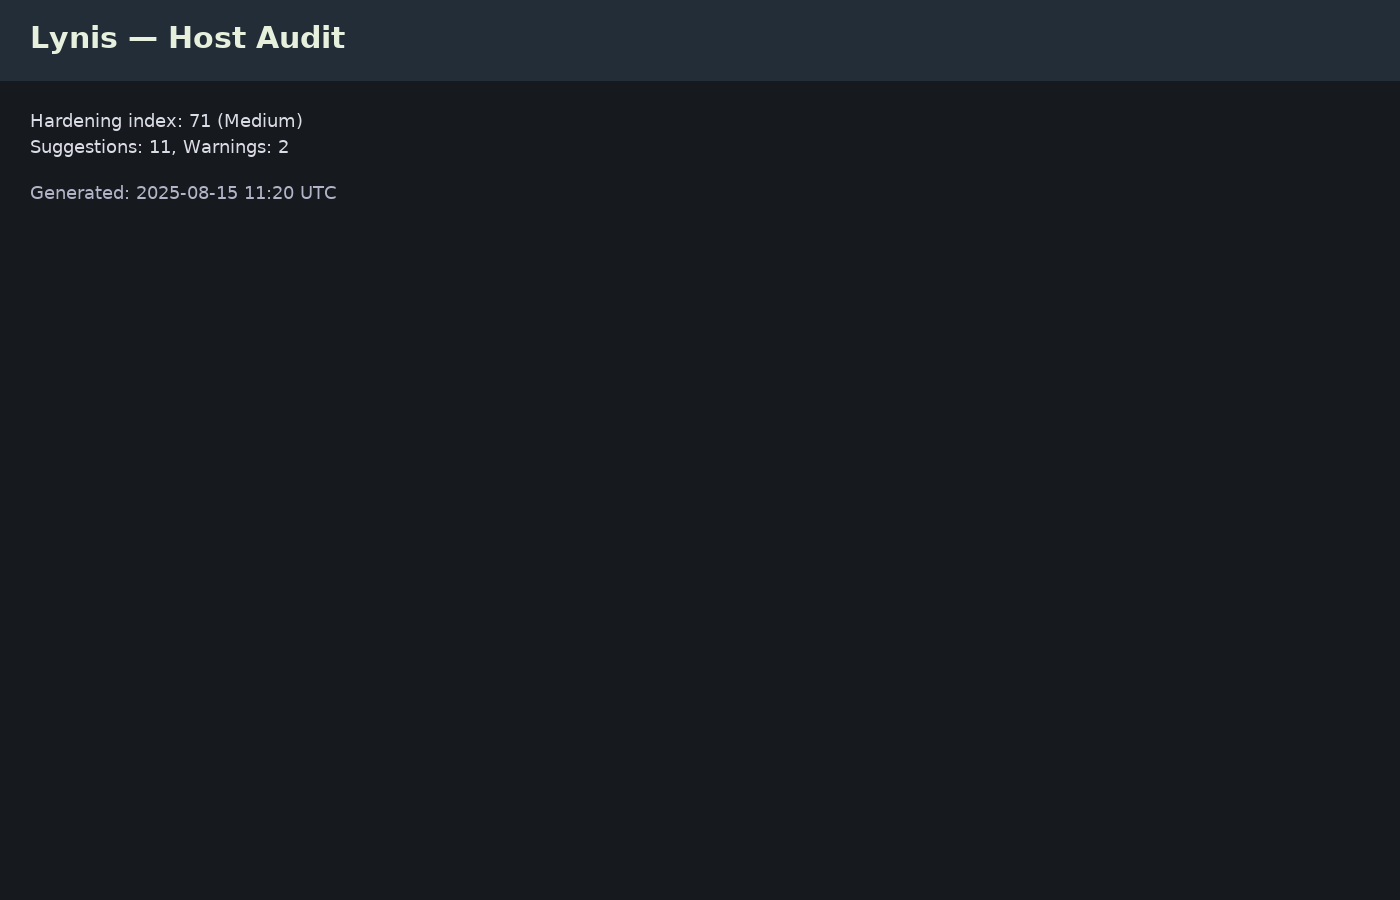 Lynis — Host Audit
Hardening index: 71 (Medium)
Suggestions: 11, Warnings: 2
Generated: 2025-08-15 11:20 UTC